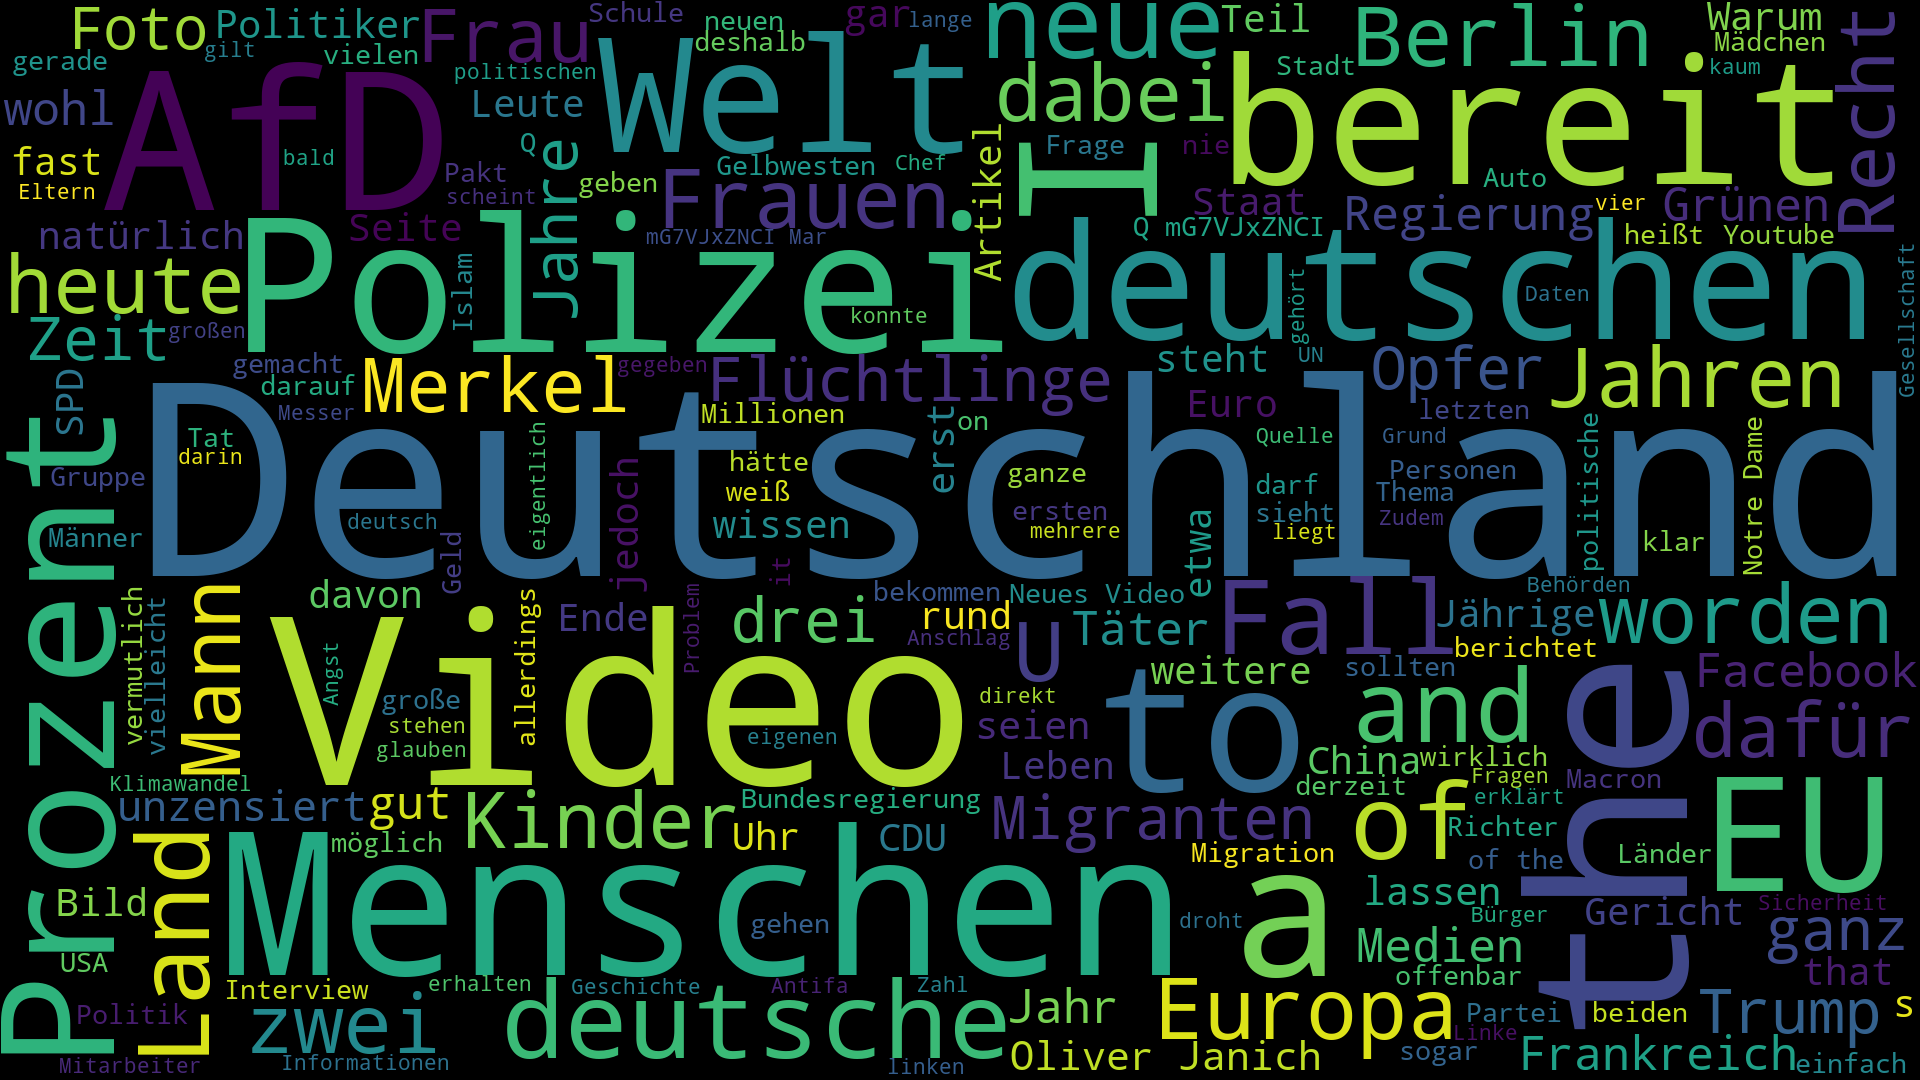 Foto
Politiker
Frau
Schule
neuen
gar
lange
neue
Teil
Berlin
Warum
Recht
gerade
gilt
vielen
politischen
deshalb
Welt
Stadt
Mädchen
kaum
wohl
AfD
Leute
dabei
bereit
fast
bald
Q
Jahre
Artikel
I
Frage
nie
Eltern
Pakt
scheint
geben
Gelbwesten
Chef
Frauen
Auto
Staat
vier
Regierung
Grünen
natürlich
Seite
mG7VJxZNCI Mar
Q mG7VJxZNCI
heißt
Youtube
heute
Polizei
Islam
deutschen
gehört
Daten
Gesellschaft
Zeit
großen
konnte
UN
gemacht
darauf
Merkel
gegeben
Flüchtlinge
steht
Opfer
Jahren
SPD
Messer
Millionen
Euro
letzten
Prozent
Tat
darin
Deutschland
eigentlich
erst
on
Quelle
Grund
politische
Notre Dame
Gruppe
jedoch
hätte
weiß
ganze
darf
Personen
Thema
Männer
deutsch
Geld
wissen
ersten
mehrere
etwa
sieht
liegt
Zudem
klar
vermutlich
vielleicht
Mann
davon
allerdings
Ende
Problem
it
drei
bekommen
rund
Anschlag
Neues Video
U
Täter
Fall
Jährige
Behörden
worden
berichtet
Angst
Video
große
stehen
glauben
eigenen
direkt
seien
weitere
to
sollten
and
the
Facebook
dafür
Klimawandel
Leben
China
wirklich
derzeit
Fragen
Macron
unzensiert
gut
Kinder
Bundesregierung
Migranten
of
erklärt
EU
Land
möglich
Uhr
CDU
Migration
Richter
of the
Länder
Bild
Menschen
gehen
droht
a
lassen
Bürger
Gericht
Sicherheit
ganz
USA
Medien
offenbar
that
Interview
erhalten
Geschichte
Antifa
Zahl
Politik
zwei
deutsche
Jahr
Europa
Partei
Linke
beiden
Trump
s
Mitarbeiter
Informationen
linken
Oliver Janich
sogar
Frankreich
einfach